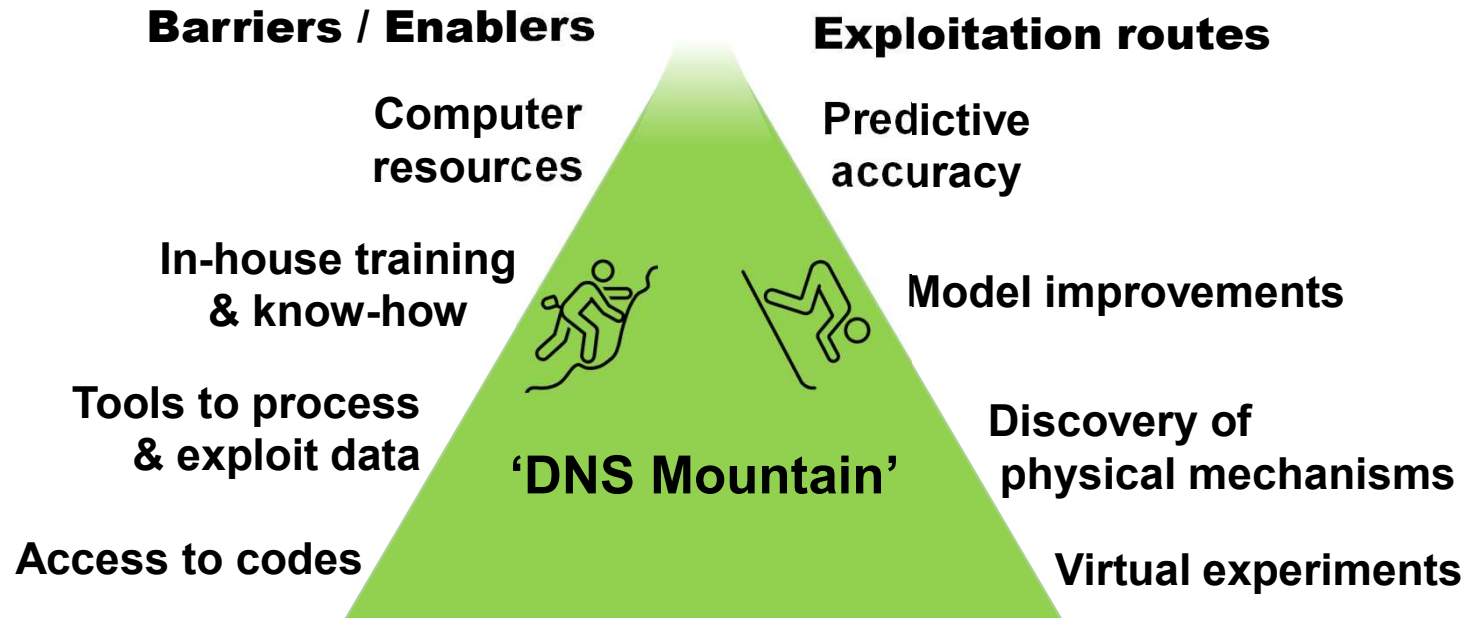 Barriers / Enablers
Computer
resources
In-house training
& know-how
Tools to process
& exploit data
Access to codes
‘DNS Mountain’
Exploitation routes
Predictive
accuracy
Model improvements
Discovery of
physical mechanisms
Virtual experiments